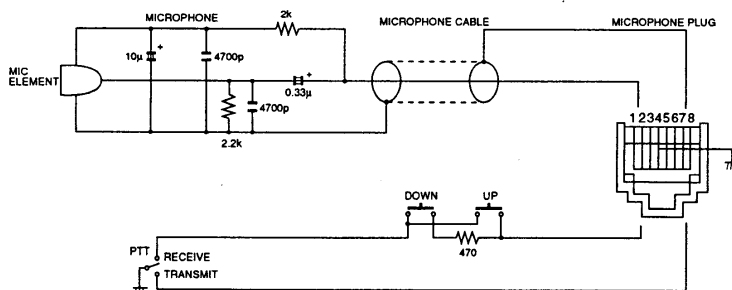 MICROPHONE
2k
MICROPHONE CABLE
MICROPHONE PLUG
10μ
+
4700p
MIC
ELEMENT
+
0.33μ
4700p
2.2k
12345678
DOWN
UP
470
PTT
RECEIVE
TRANSMIT